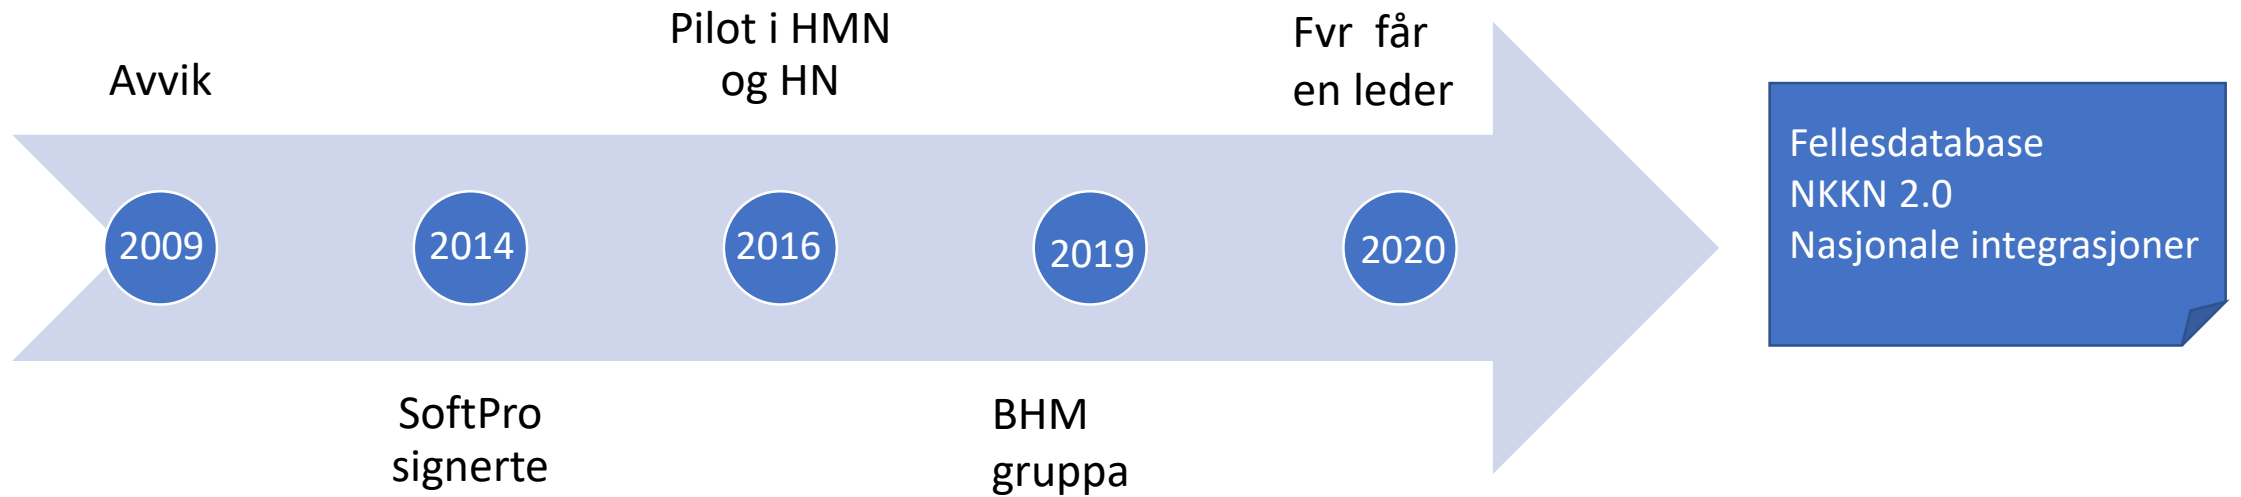 Avvik
Pilot i HMN
og HN
Fvr får
en leder
2009
2014
2016
2019
2020
SoftPro
signerte
BHM
gruppa
Fellesdatabase
NKKN 2.0
Nasjonale integrasjoner